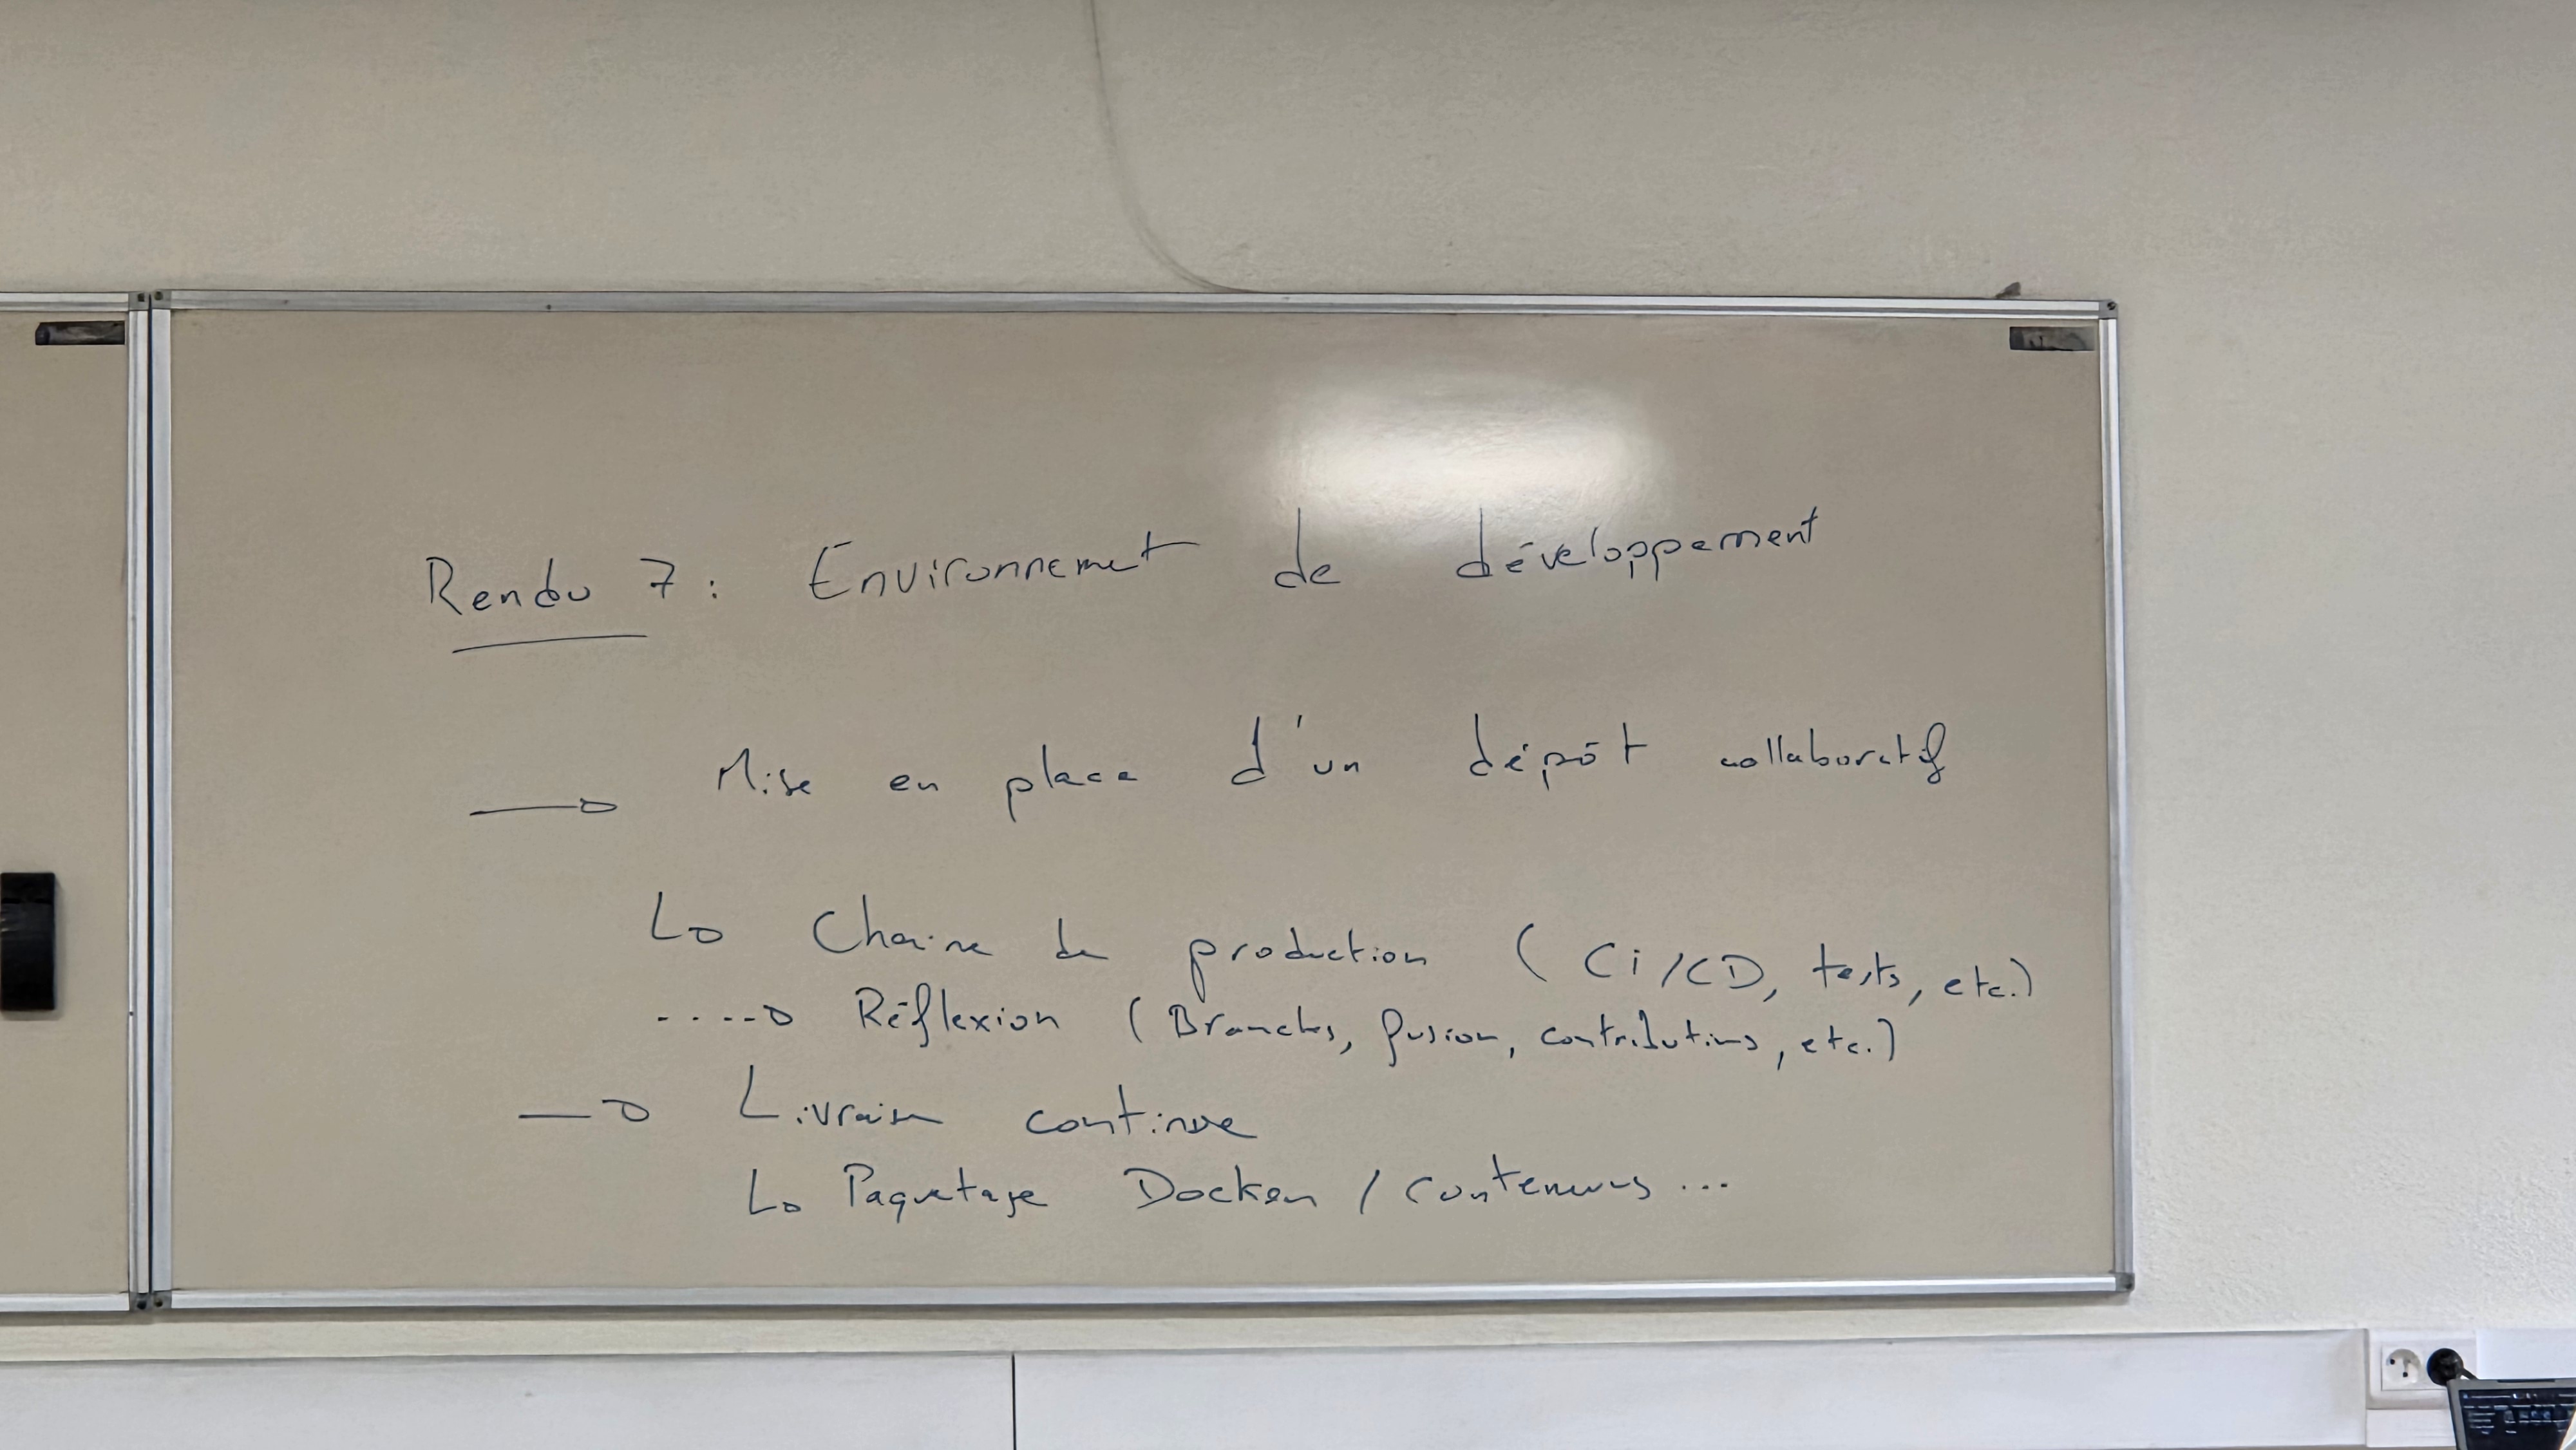 Rendu 7 : Environnement de développement
Mise en place d'un dépôt collaboratif
Chaine de production (Ci/CD, tests, etc.)
Réflexion (Branches, fusion, contributions, etc.)
Livraison continue
Paquetage Docker / Conteneurs ...